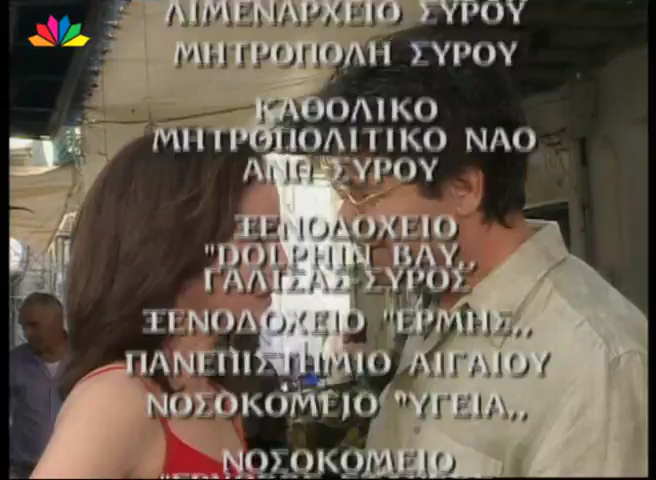 ΛΙΜΕΝΑΡΧΕΙΟ ΣΥΡΟΥ
ΜΗΤΡΟΠΟΛΗ ΣΥΡΟΥ
ΚΑΘΟΛΙΚΟ
ΜΗΤΡΟΠΟΛΙΤΙΚΟ ΝΑΟ
ΑΝΩ ΣΥΡΟΥ
ΞΕΝΟΔΟΧΕΙΟ
"DOLPHIN BAY,,
ΓΑΛΙΣΑΣ ΣΥΡΟΣ
ΞΕΝΟΔΟΧΕΙΟ "ΕΡΜΗΣ,,
ΠΑΝΕΠΙΣΤΗΜΙΟ ΑΙΓΑΙΟΥ
ΝΟΣΟΚΟΜΕΙΟ "ΥΓΕΙΑ,,
ΝΟΣΟΚΟΜΕΙΟ